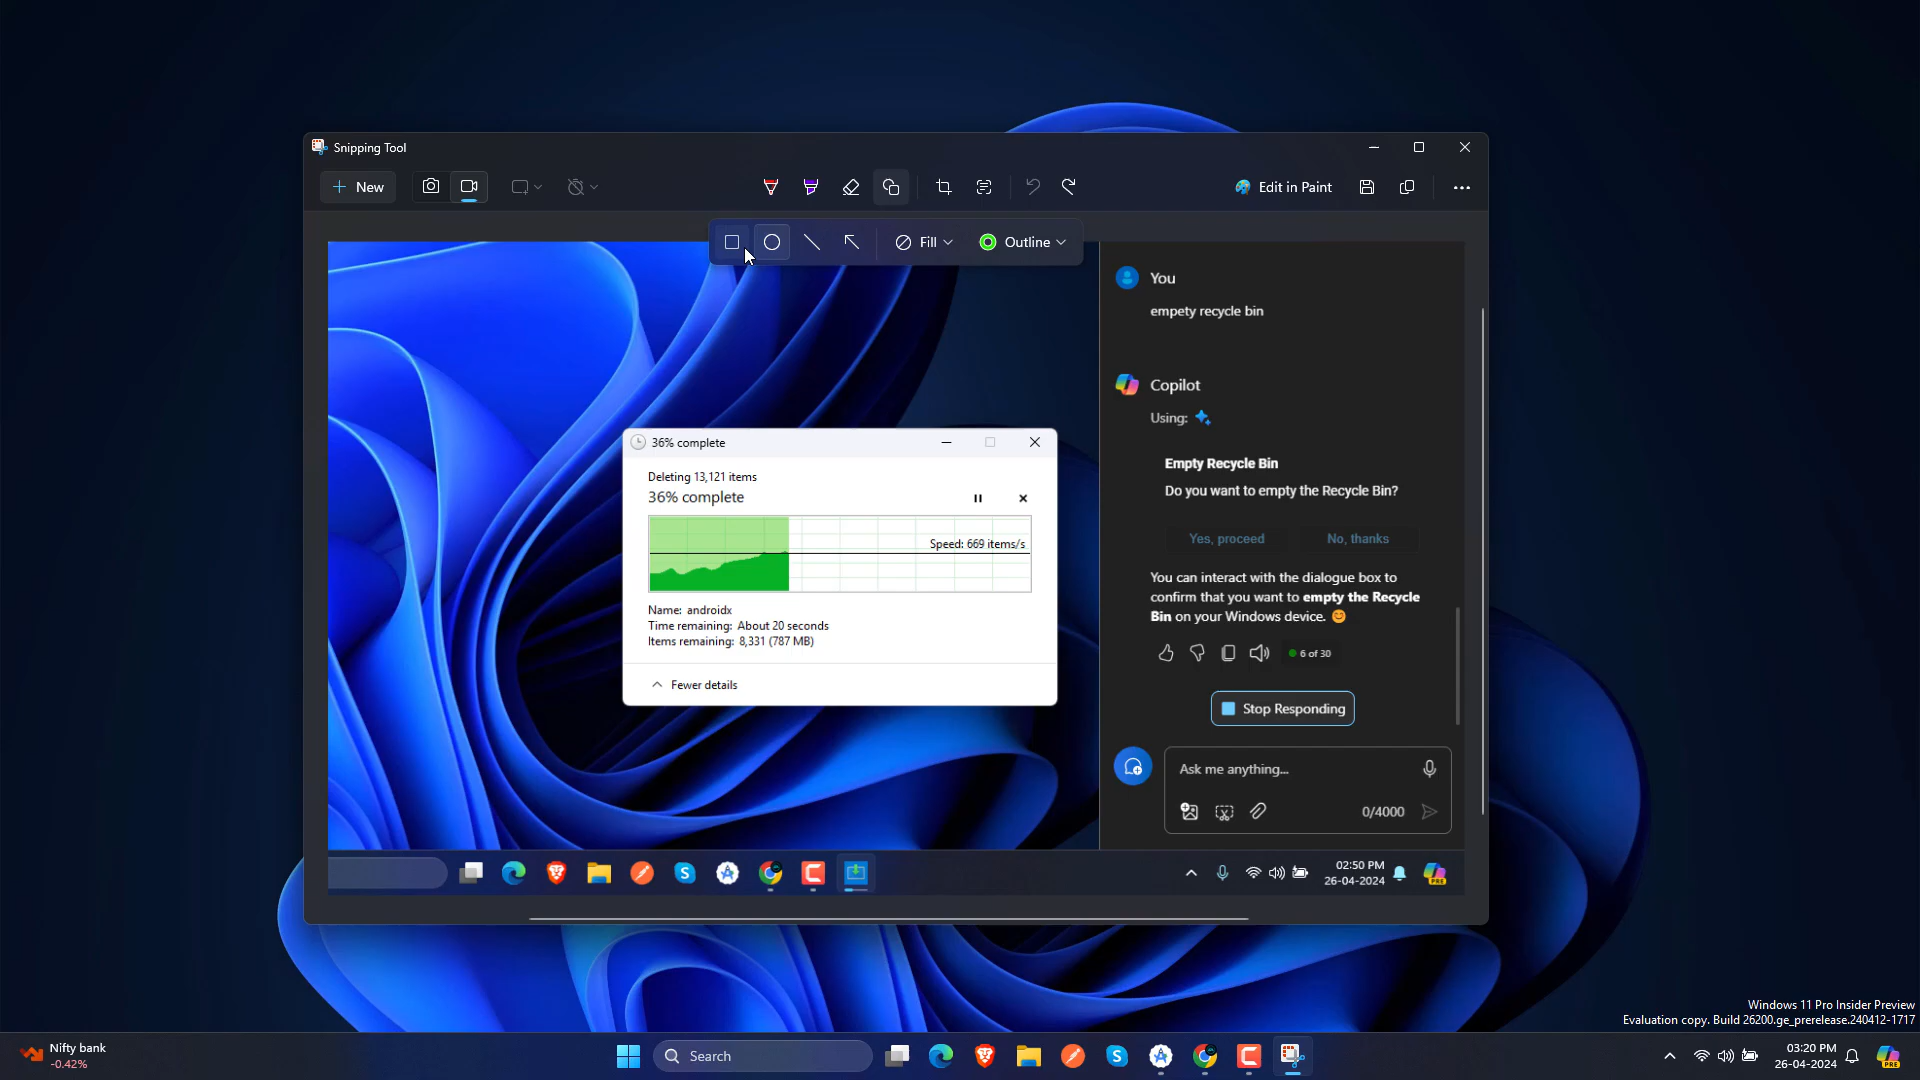 Snipping Tool
New
Edit in Paint
Fill
Outline
You
empety recycle bin
Copilot
Using:
Empty Recycle Bin
Do you want to empty the Recycle Bin?
Yes, proceed
No, thanks
You can interact with the dialogue box to
confirm that you want to empty the Recycle
Bin on your Windows device. 😊
6 of 30
Stop Responding
Ask me anything...
0/4000
36% complete
Deleting 13,121 items
36% complete
Speed: 669 items/s
Name: androidx
Time remaining: About 20 seconds
Items remaining: 8,331 (787 MB)
Fewer details
02:50 PM
26-04-2024
PRE
Windows 11 Pro Insider Preview
Evaluation copy. Build 26200.ge_prerelease.240412-1717
Nifty bank
-0.42%
Search
03:20 PM
26-04-2024
PRE